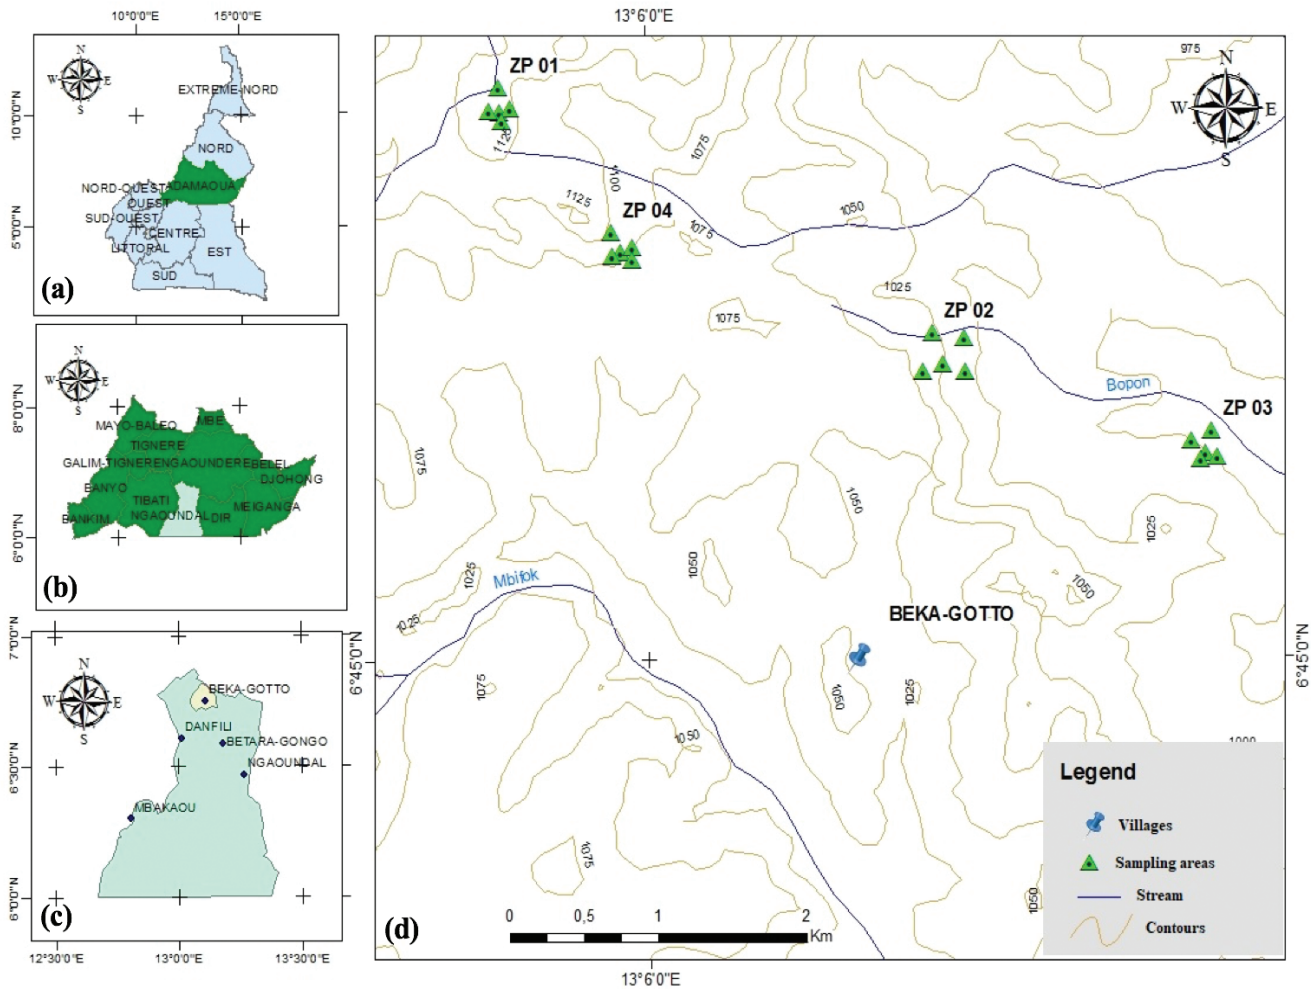 10°0'0"E
15°0'0"E
N
W
E
S
EXTREME-NORD
NORD
NORD-OUEST
ADAMAOUA
OUEST
SUD-OUEST
CENTRE
LITTORAL
EST
SUD
10°0'0"N
5°0'0"N
(a)
N
W
E
S
MAYO-BALEO
MBE
TIGNERE
GALIM-TIGNERE
NGAOUNDERE
BELEL
DJOHONG
BANYO
TIBATI
MEIGANGA
NGAOUNDAL
DIR
BANKIM
8°0'0"N
6°0'0"N
(b)
N
W
E
S
BEKA-GOTTO
DANFILI
BETARA-GONGO
NGAOUNDAL
MBAKAOU
7°0'0"N
6°30'0"N
6°0'0"N
(c)
12°30'0"E
13°0'0"E
13°30'0"E
13°6'0"E
975
N
W
E
S
ZP 01
1120
1075
1100
1125
ZP 04
1075
1050
1025
ZP 02
1075
Bopon
ZP 03
1075
1050
1025
1050
1025
Mbifok
1050
1025
BEKA-GOTTO
6°45'0"N
6°45'0"N
1075
1050
1025
1050
1000
1075
1050
Legend
Villages
Sampling areas
Stream
Contours
0
0,5
1
2
Km
(d)
13°6'0"E